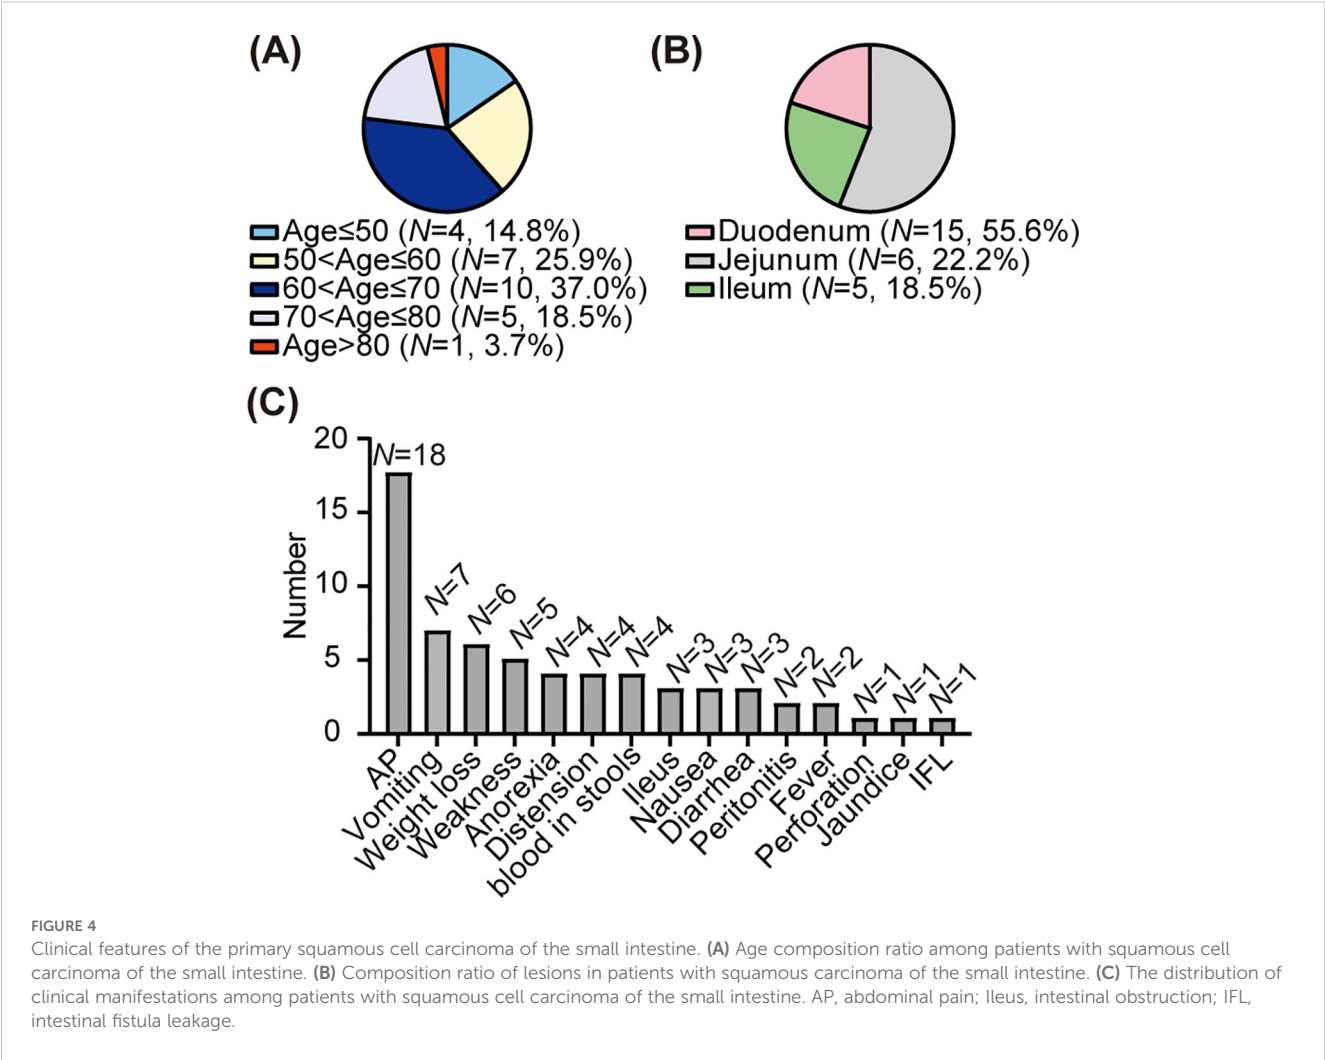 (A)
Age≤50 (N=4, 14.8%)
50<Age≤60 (N=7, 25.9%)
60<Age≤70 (N=10, 37.0%)
70<Age≤80 (N=5, 18.5%)
Age>80 (N=1, 3.7%)
(B)
Duodenum (N=15, 55.6%)
Jejunum (N=6, 22.2%)
Ileum (N=5, 18.5%)
(C)
Number
20
15
10
5
0
N=18
N=7
N=6
N=5
N=4
N=4
N=4
N=3
N=3
N=3
N=2
N=2
N=1
N=1
N=1
AP
Vomiting
Weight loss
Weakness
Anorexia
Distension
blood in stools
Ileus
Nausea
Diarrhea
Peritonitis
Fever
Perforation
Jaundice
IFL
FIGURE 4
Clinical features of the primary squamous cell carcinoma of the small intestine. (A) Age composition ratio among patients with squamous cell
carcinoma of the small intestine. (B) Composition ratio of lesions in patients with squamous carcinoma of the small intestine. (C) The distribution of
clinical manifestations among patients with squamous cell carcinoma of the small intestine. AP, abdominal pain; Ileus, intestinal obstruction; IFL,
intestinal fistula leakage.